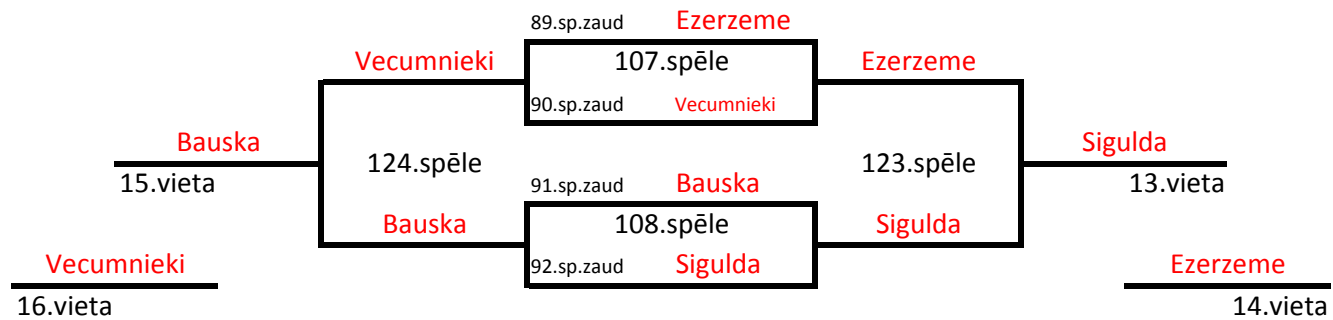 89.sp.zaud Ezerzeme
Vecumnieki 107.spēle Ezerzeme
90.sp.zaud Vecumnieki
Bauska 124.spēle 123.spēle Sigulda
15.vieta 91.sp.zaud Bauska 13.vieta
Bauska 108.spēle Sigulda
Vecumnieki 92.sp.zaud Sigulda Ezerzeme
16.vieta 14.vieta